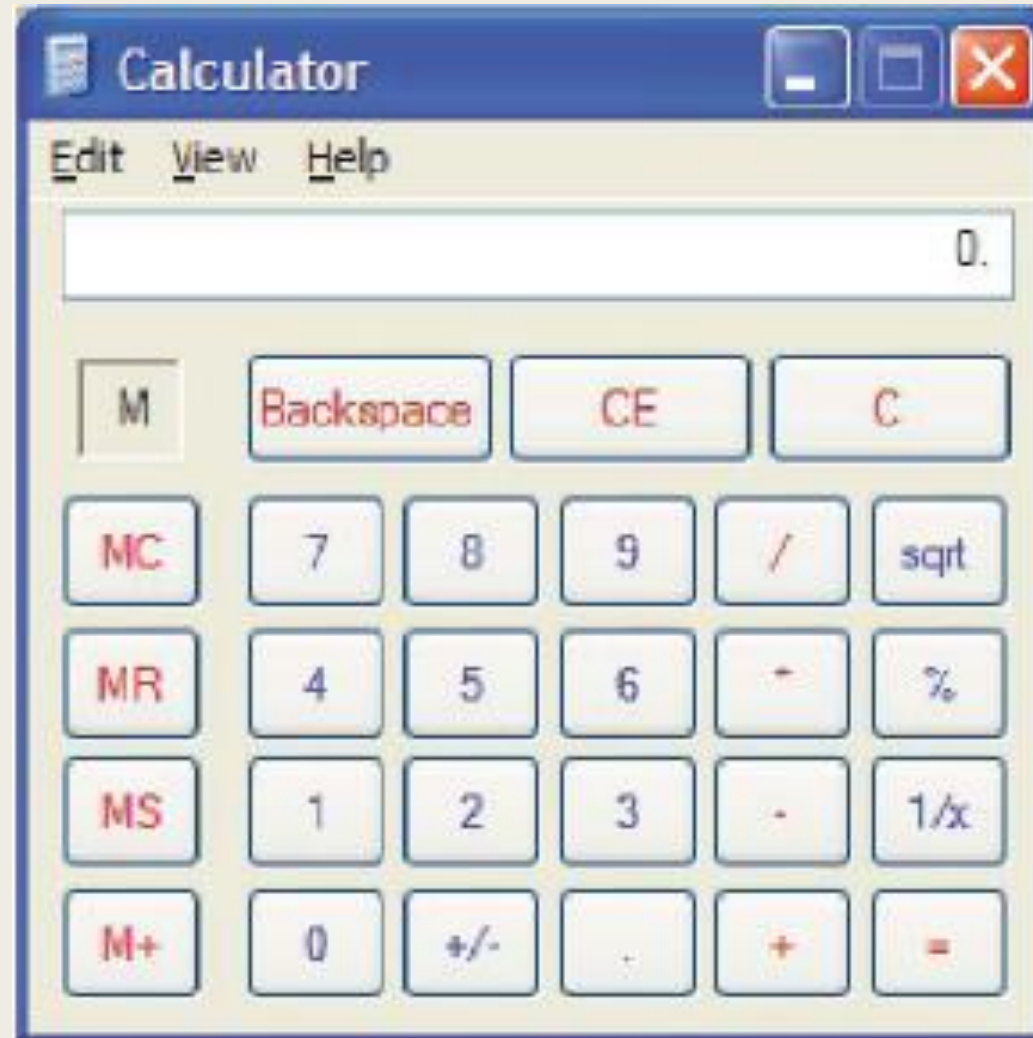 Calculator
Edit View Help
0.
M Backspace CE C
MC 7 8 9 / sqrt
MR 4 5 6 * %
MS 1 2 3 - 1/x
M+ 0 +/- . + =